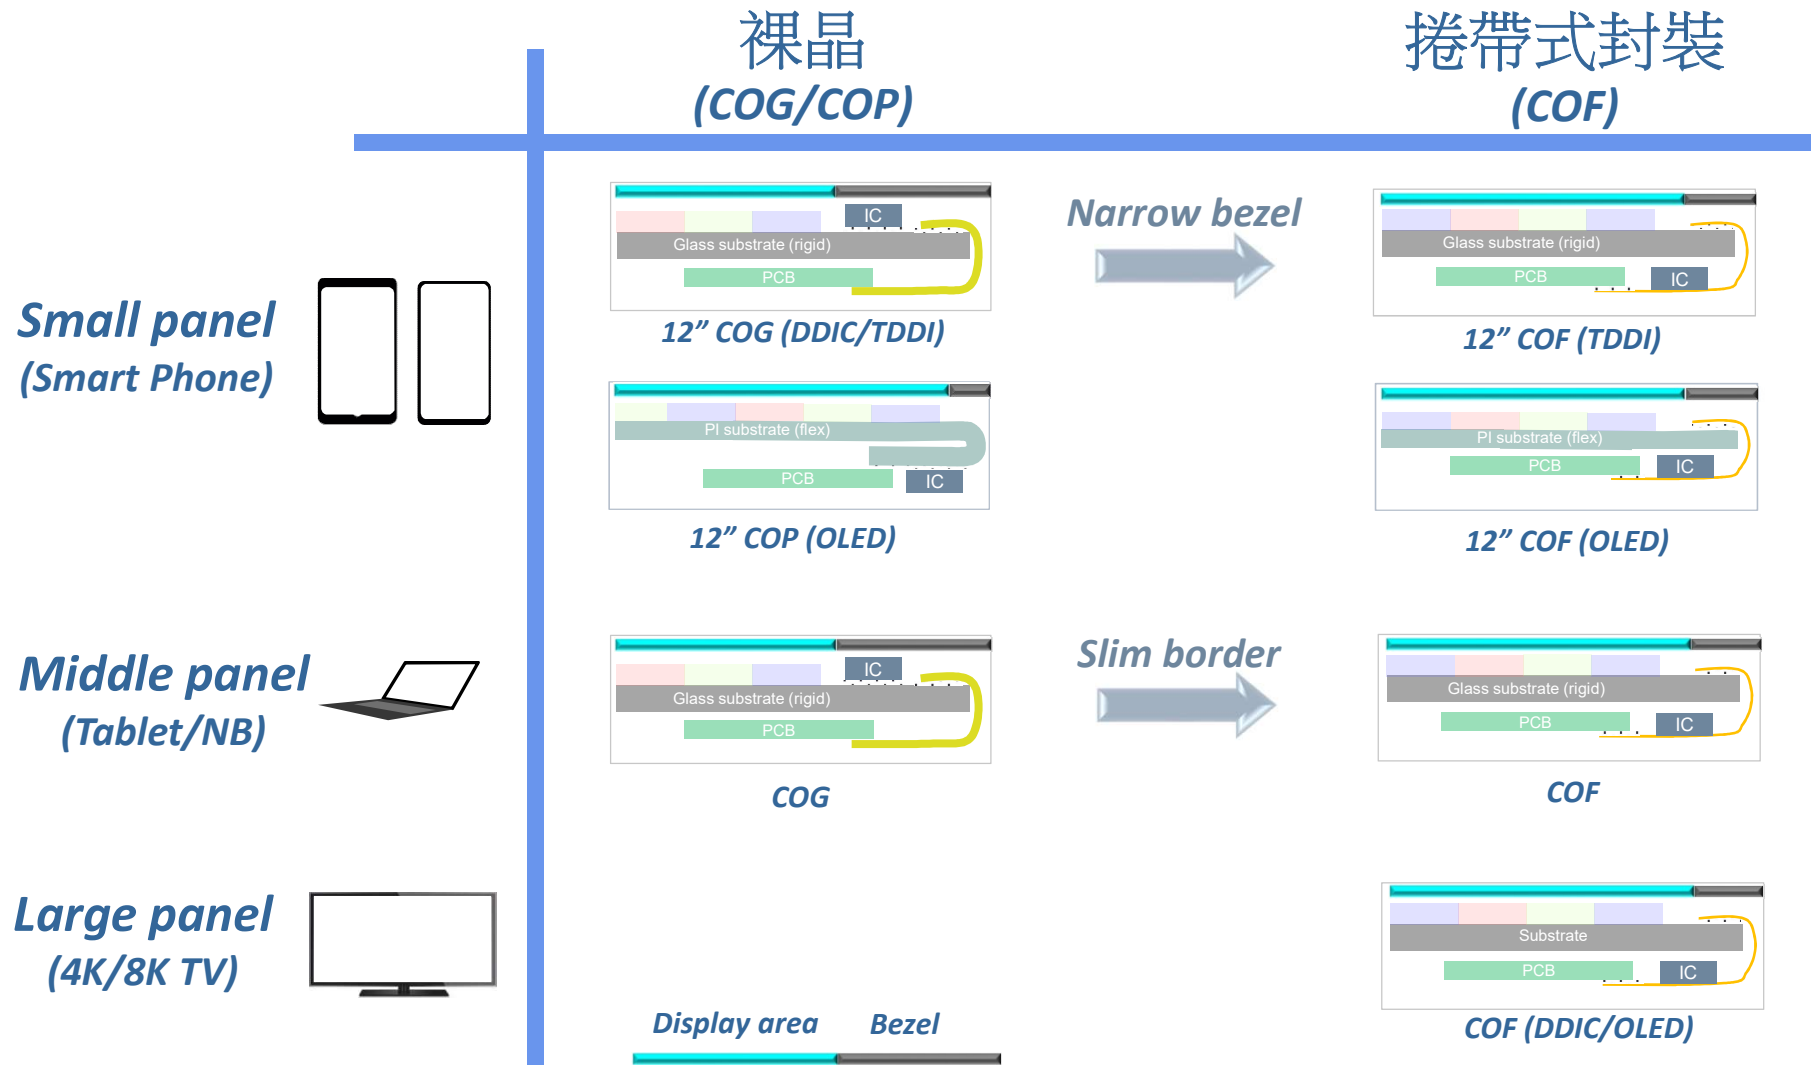 裸晶
(COG/COP)
捲帶式封裝
(COF)
Small panel
(Smart Phone)
IC
Glass substrate (rigid)
PCB
12” COG (DDIC/TDDI)
Narrow bezel
Glass substrate (rigid)
PCB
IC
12” COF (TDDI)
PI substrate (flex)
PCB
IC
12” COP (OLED)
PI substrate (flex)
PCB
IC
12” COF (OLED)
Middle panel
(Tablet/NB)
IC
Glass substrate (rigid)
PCB
COG
Slim border
Glass substrate (rigid)
PCB
IC
COF
Large panel
(4K/8K TV)
Substrate
PCB
IC
COF (DDIC/OLED)
Display area
Bezel